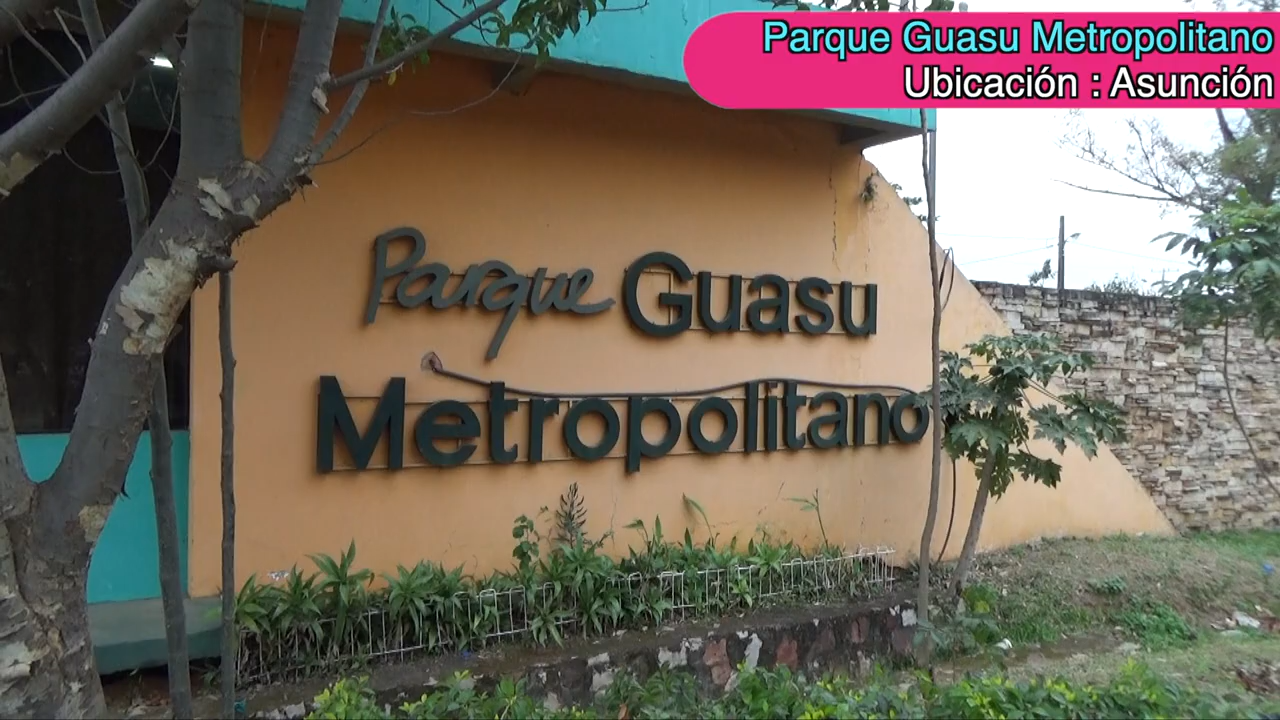 Parque Guasu Metropolitano
Ubicación : Asunción
Parque Guasu
Metropolitano